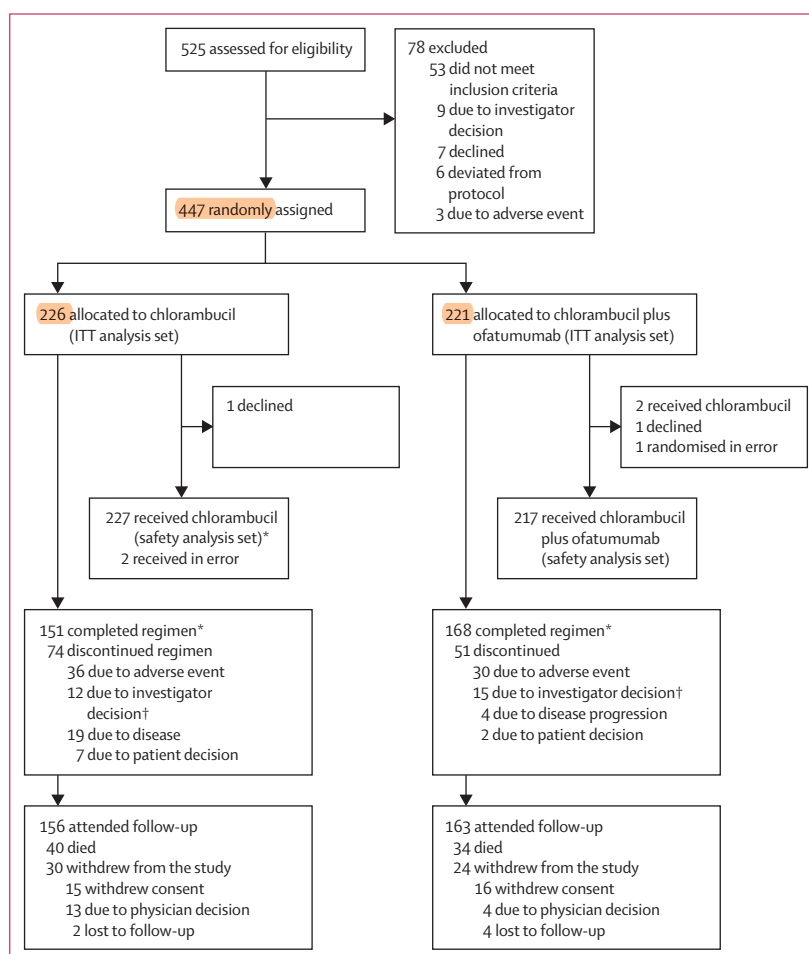 525 assessed for eligibility
78 excluded
53 did not meet
inclusion criteria
9 due to investigator
decision
7 declined
6 deviated from
protocol
3 due to adverse event
447 randomly assigned
226 allocated to chlorambucil
(ITT analysis set)
221 allocated to chlorambucil plus
ofatumumab (ITT analysis set)
1 declined
2 received chlorambucil
1 declined
1 randomised in error
227 received chlorambucil
(safety analysis set)*
2 received in error
217 received chlorambucil
plus ofatumumab
(safety analysis set)
151 completed regimen*
74 discontinued regimen
36 due to adverse event
12 due to investigator
decision†
19 due to disease
7 due to patient decision
168 completed regimen*
51 discontinued
30 due to adverse event
15 due to investigator decision†
4 due to disease progression
2 due to patient decision
156 attended follow-up
40 died
30 withdrew from the study
15 withdrew consent
13 due to physician decision
2 lost to follow-up
163 attended follow-up
34 died
24 withdrew from the study
16 withdrew consent
4 due to physician decision
4 lost to follow-up